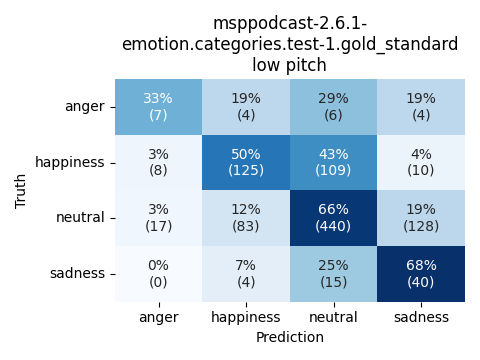 msppodcast-2.6.1-
emotion.categories.test-1.gold_standard
low pitch
Truth
anger
33%
(7)
19%
(4)
29%
(6)
19%
(4)
happiness
3%
(8)
50%
(125)
43%
(109)
4%
(10)
neutral
3%
(17)
12%
(83)
66%
(440)
19%
(128)
sadness
0%
(0)
7%
(4)
25%
(15)
68%
(40)
anger
happiness
neutral
sadness
Prediction